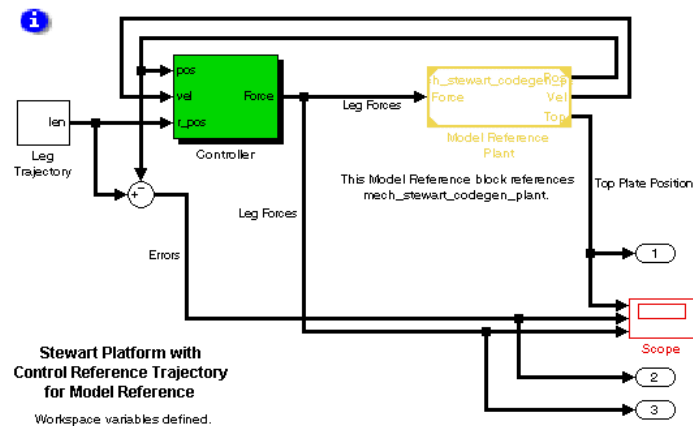 i
pos
vel
r_pos
Force
Controller
len
Leg
Trajectory
Leg Forces
h_stewart_codegen_
Pos
Force
Vel
Top
Model Reference
Plant
This Model Reference block references
mech_stewart_codegen_plant.
Top Plate Position
+
-
Leg Forces
Errors
1
Scope
2
3
Stewart Platform with
Control Reference Trajectory
for Model Reference
Workspace variables defined.